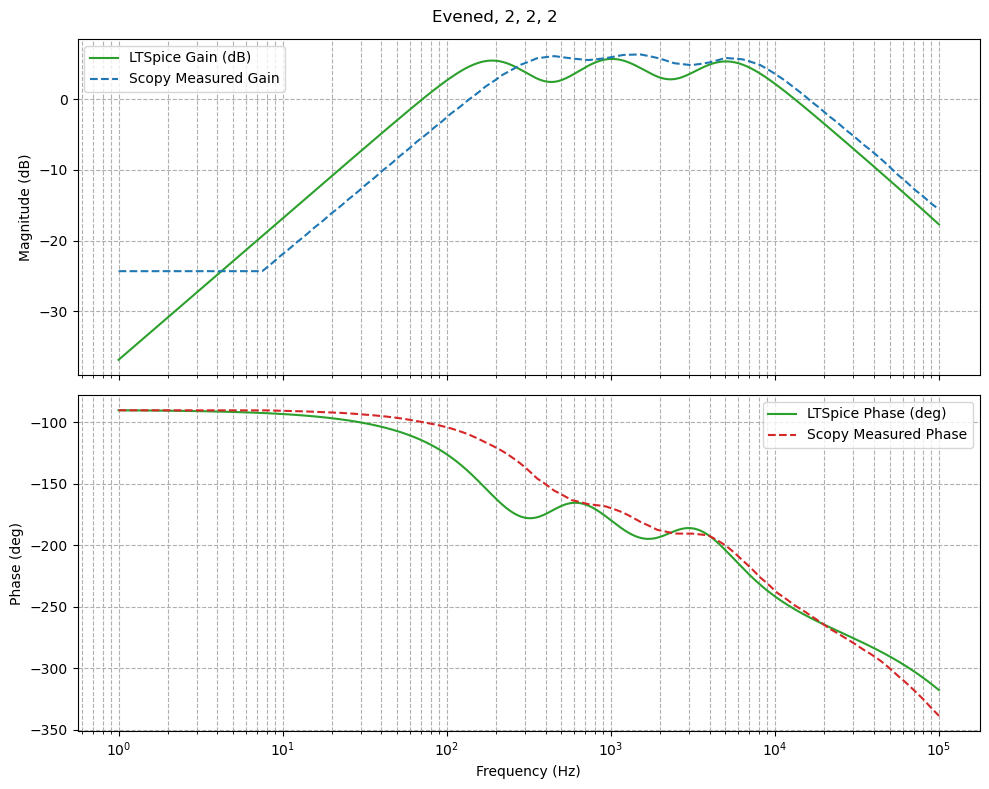 Evened, 2, 2, 2
LTSpice Gain (dB)
Scopy Measured Gain
Magnitude (dB)
0
−10
−20
−30
LTSpice Phase (deg)
Scopy Measured Phase
Phase (deg)
−100
−150
−200
−250
−300
−350
10⁰ 10¹ 10² 10³ 10⁴ 10⁵
Frequency (Hz)